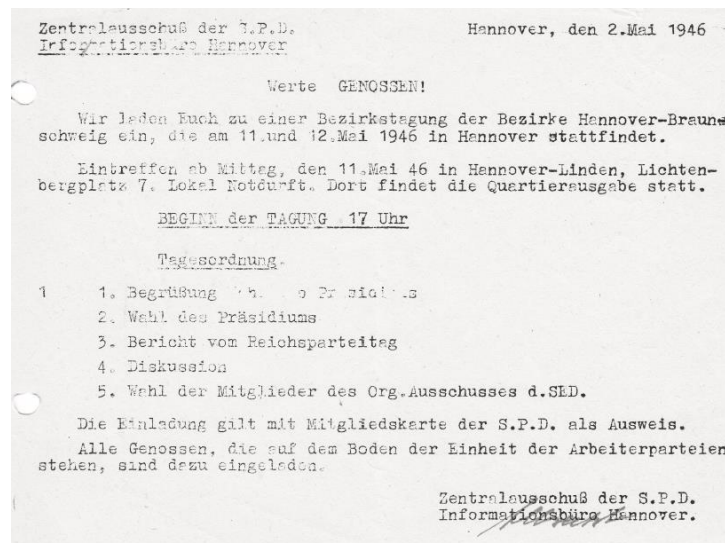 Zentralausschuß der S.P.D.
Informationsbüro Hannover
Hannover, den 2.Mai 1946
Werte GENOSSEN!
Wir laden Euch zu einer Bezirkstagung der Bezirke Hannover-Braun-
schweig ein, die am 11.und 12.Mai 1946 in Hannover stattfindet.
Eintreffen ab Mittag, den 11.Mai 46 in Hannover-Linden, Lichten-
bergplatz 7. Lokal Notdurft. Dort findet die Quartierausgabe statt.
BEGINN der TAGUNG 17 Uhr
Tagesordnung.
1 1. Begrüßung
2. Wahl des Präsidiums
3. Bericht vom Reichsparteitag
4. Diskussion
5. Wahl der Mitglieder des Org.Ausschusses d.SED.
Die Einladung gilt mit Mitgliedskarte der S.P.D. als Ausweis.
Alle Genossen, die auf dem Boden der Einheit der Arbeiterparteien
stehen, sind dazu eingeladen.
Zentralausschuß der S.P.D.
Informationsbüro Hannover.